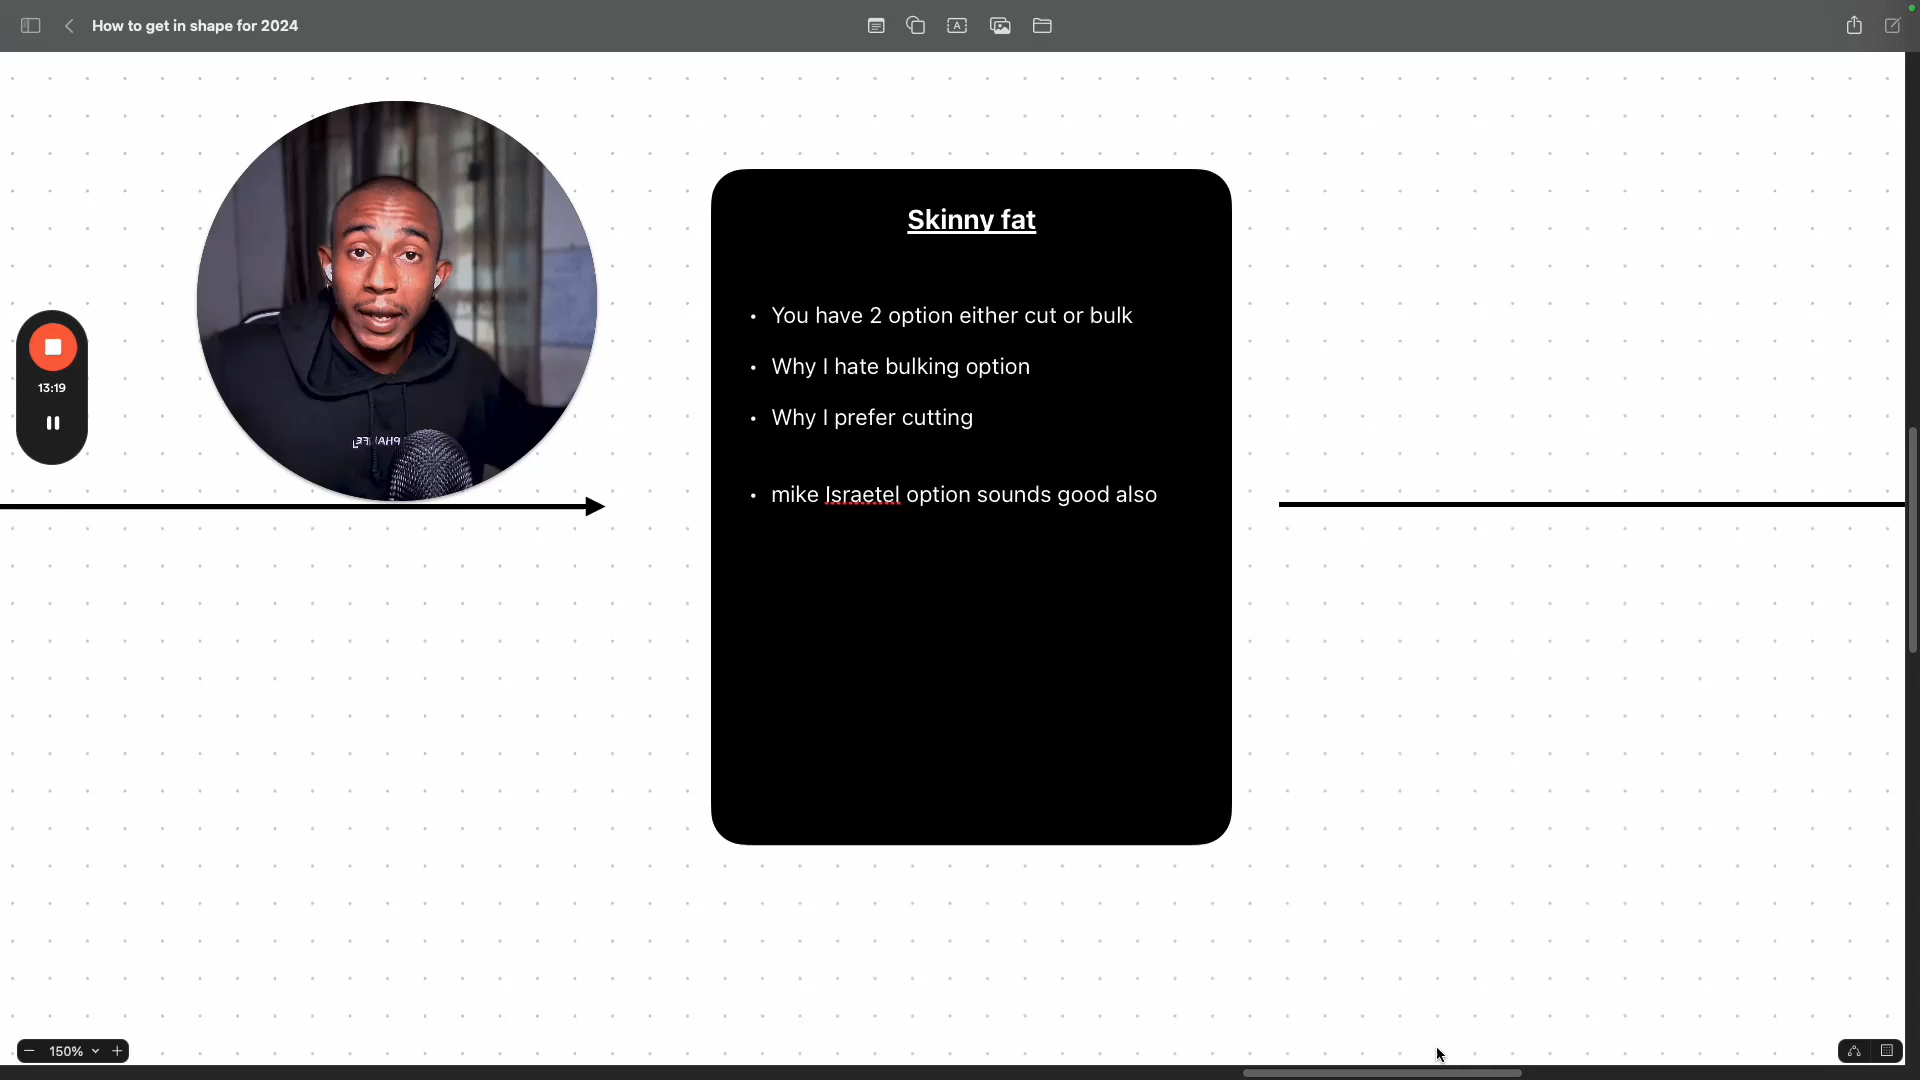 How to get in shape for 2024
Skinny fat
• You have 2 option either cut or bulk
• Why I hate bulking option
• Why I prefer cutting
• mike Israetel option sounds good also
13:19
150%